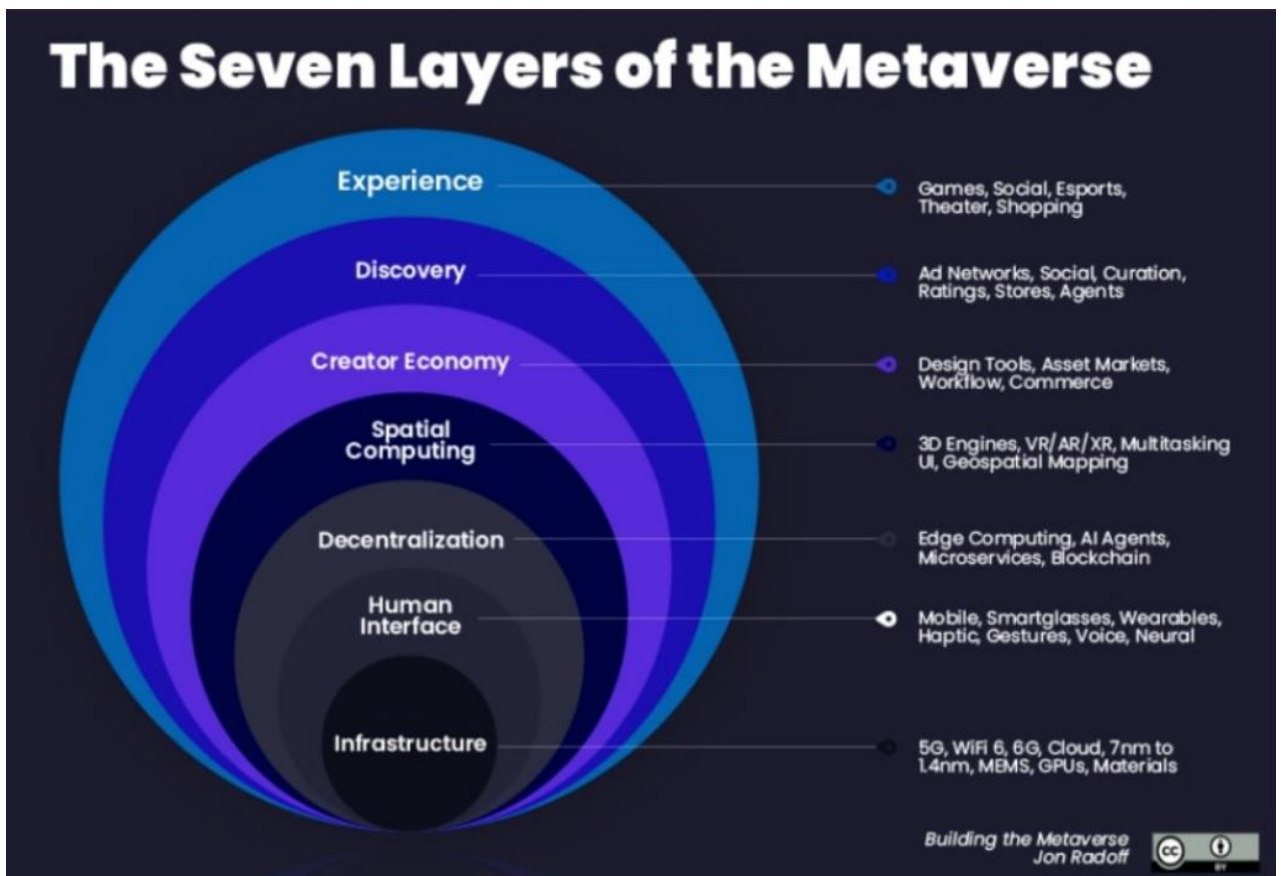 The Seven Layers of the Metaverse
Experience
Games, Social, Esports,
Theater, Shopping
Discovery
Ad Networks, Social, Curation,
Ratings, Stores, Agents
Creator Economy
Design Tools, Asset Markets,
Workflow, Commerce
Spatial
Computing
3D Engines, VR/AR/XR, Multitasking
UI, Geospatial Mapping
Decentralization
Edge Computing, AI Agents,
Microservices, Blockchain
Human
Interface
Mobile, Smartglasses, Wearables,
Haptic, Gestures, Voice, Neural
Infrastructure
5G, WiFi 6, 6G, Cloud, 7nm to
1.4nm, MEMS, GPUs, Materials
Building the Metaverse
Jon Radoff
cc
BY